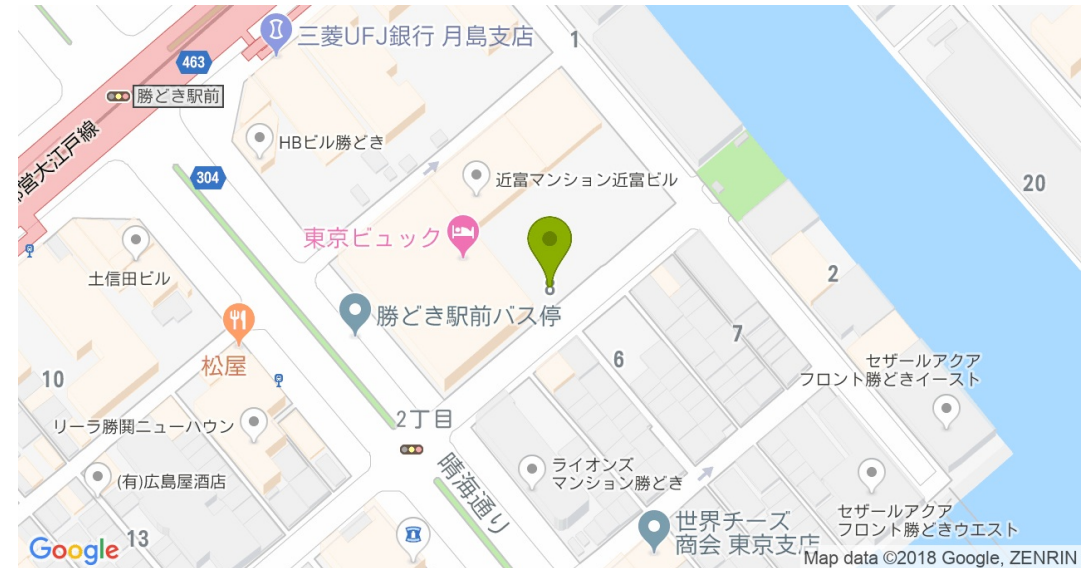 三菱UFJ銀行 月島支店
1
463
勝どき駅前
営大江戸線
HBビル勝どき
304
近富マンション近富ビル
20
東京ビュック
土信田ビル
2
勝どき駅前バス停
7
松屋
6
セザールアクア
フロント勝どきイースト
10
2丁目
リーラ勝鬨ニューハウン
晴海通り
ライオンズ
マンション勝どき
(有)広島屋酒店
セザールアクア
フロント勝どきウエスト
世界チーズ
商会 東京支店
13
Google
Map data ©2018 Google, ZENRIN